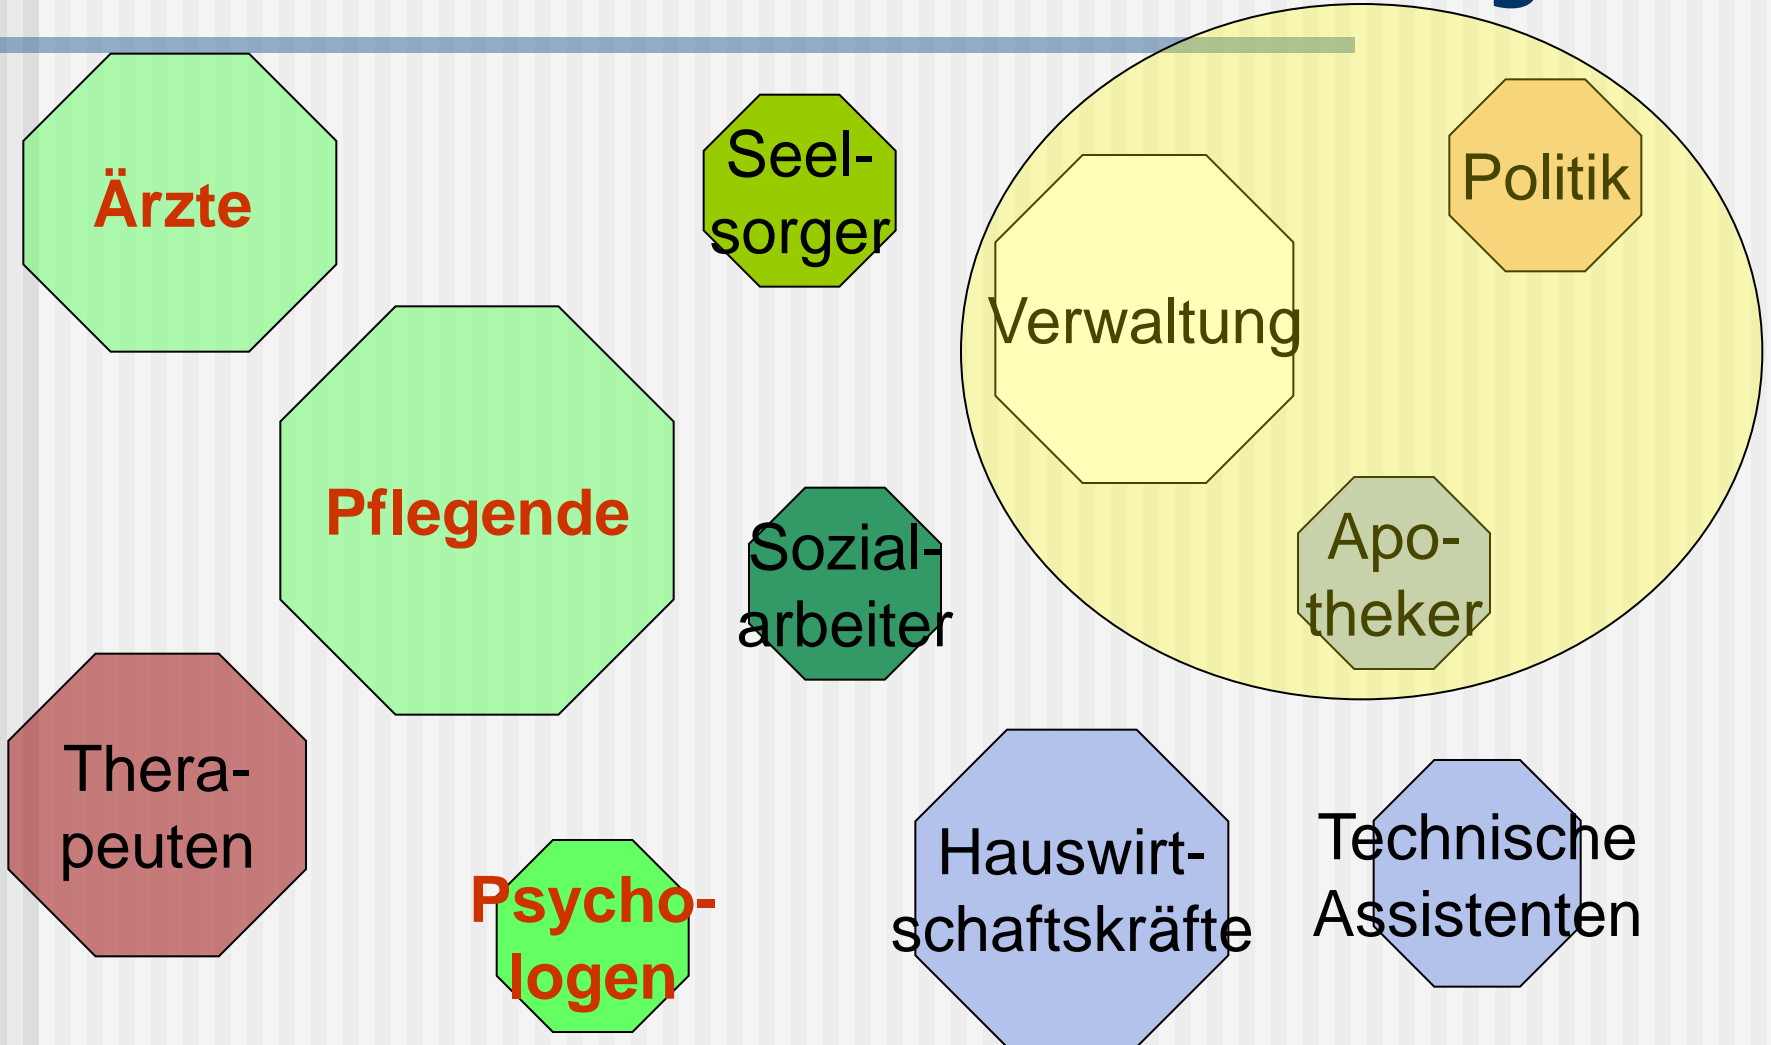 Ärzte
Seel-
sorger
Politik
Verwaltung
Pflegende
Sozial-
arbeiter
Apo-
theker
Thera-
peuten
Psycho-
logen
Hauswirt-
schaftskräfte
Technische
Assistenten